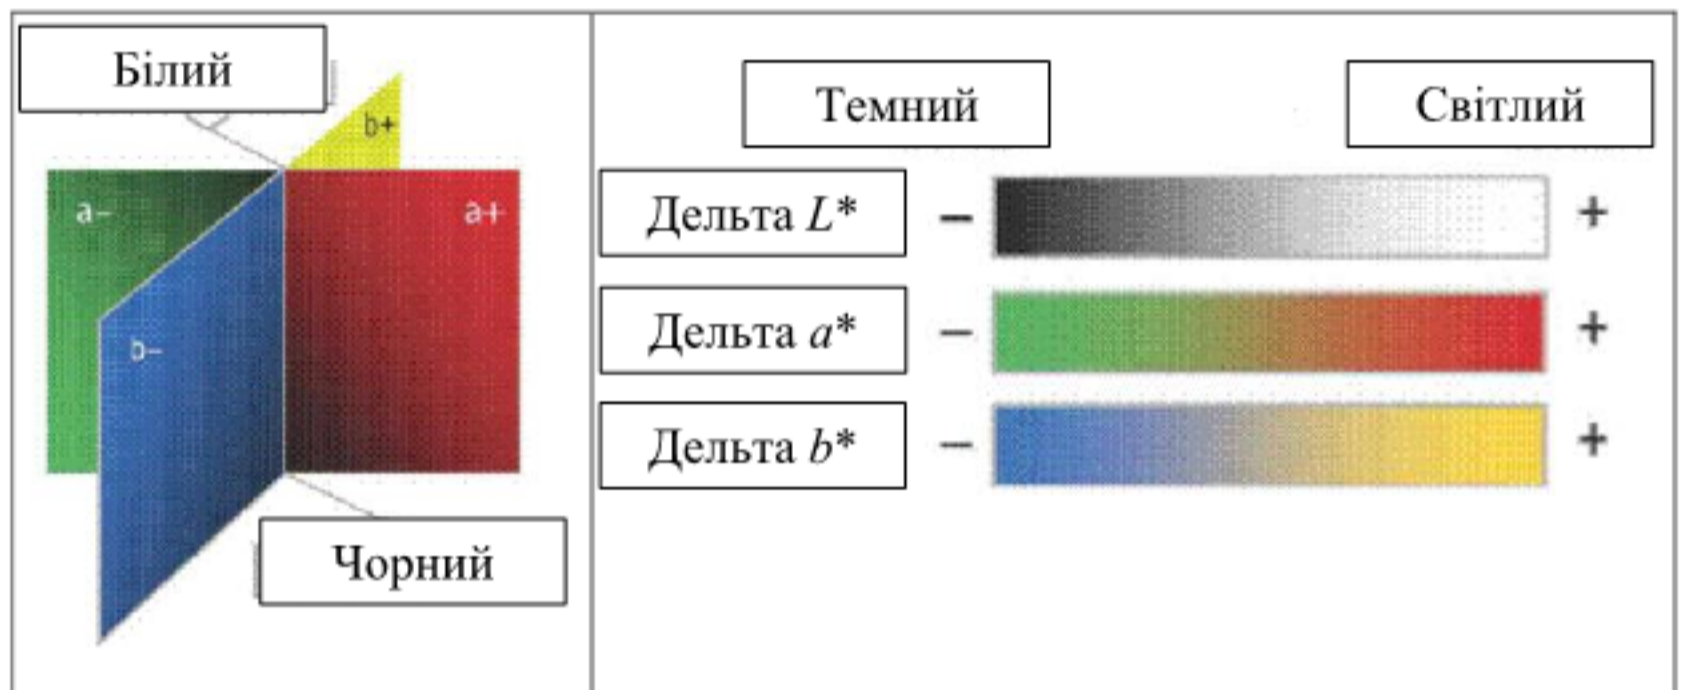 Білий
b+
a–
a+
b–
Чорний
Темний
Світлий
Дельта L*
–
+
Дельта a*
–
+
Дельта b*
–
+